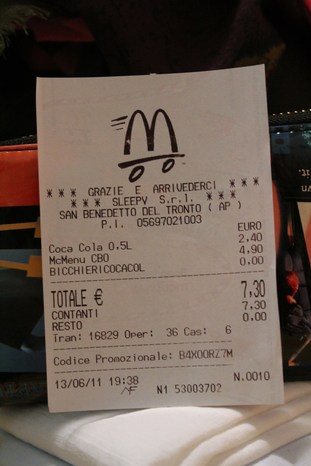 M
* * * GRAZIE E ARRIVEDERCI * * *
* * * SLEEPY S.r.l. * * *
SAN BENEDETTO DEL TRONTO ( AP )
P.I. 05697021003
EURO
Coca Cola 0,5L 2,40
McMenu CBO 4,90
BICCHIERICOCACOL 0,00
TOTALE € 7,30
CONTANTI 7,30
RESTO 0,00
Tran: 16829 Oper: 36 Cas: 6
Codice Promozionale: B4XOORZ7M
13/06/11 19:38 N.0010
MF N1 53003702